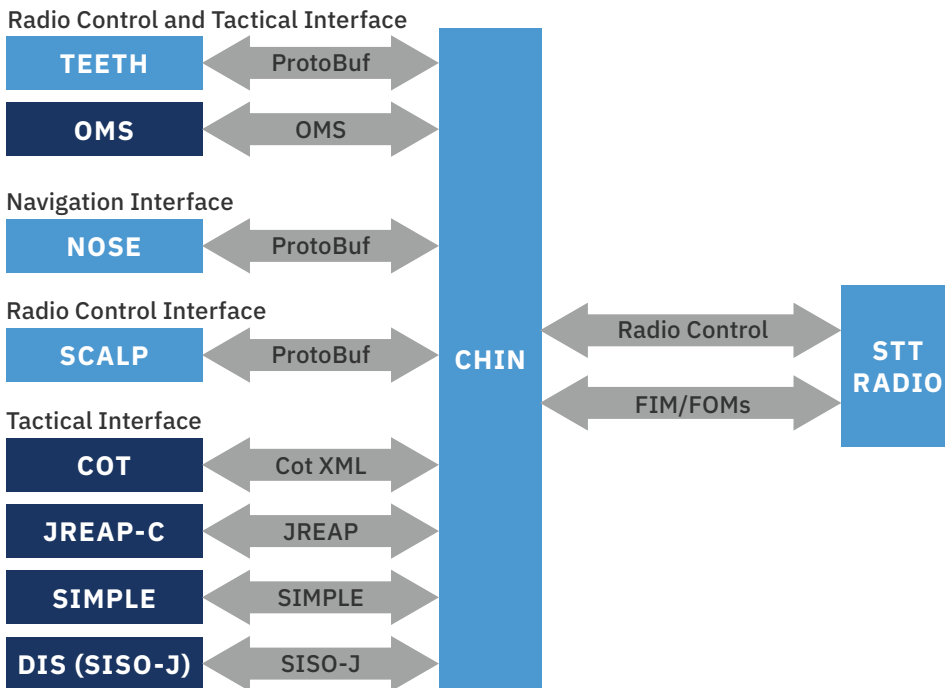 Radio Control and Tactical Interface
TEETH
ProtoBuf
OMS
OMS
Navigation Interface
NOSE
ProtoBuf
Radio Control Interface
SCALP
ProtoBuf
Tactical Interface
COT
Cot XML
JREAP-C
JREAP
SIMPLE
SIMPLE
DIS (SISO-J)
SISO-J
CHIN
Radio Control
FIM/FOMs
STT
RADIO